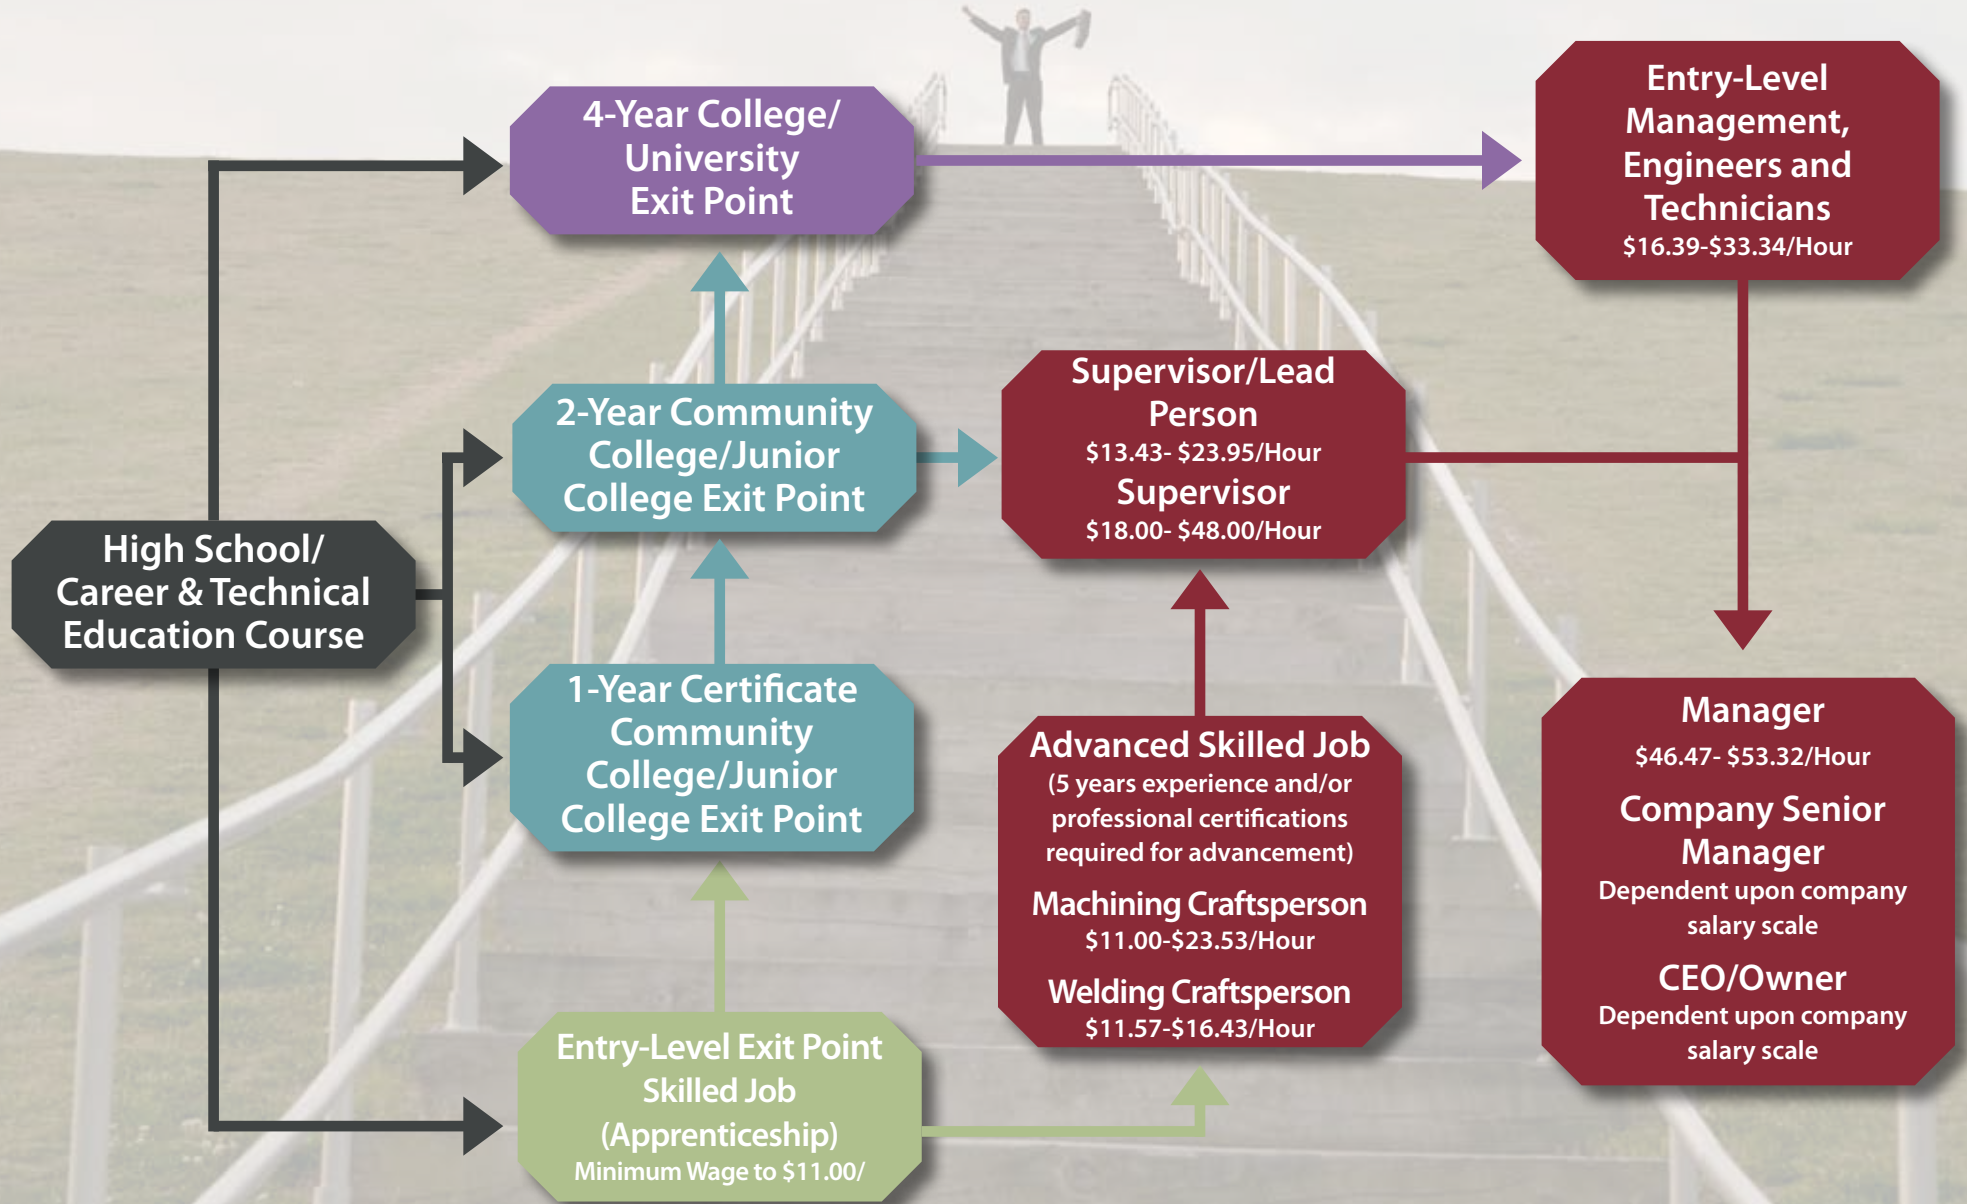 4-Year College/
University
Exit Point
Entry-Level
Management,
Engineers and
Technicians
$16.39-$33.34/Hour
2-Year Community
College/Junior
College Exit Point
Supervisor/Lead
Person
$13.43- $23.95/Hour
Supervisor
$18.00- $48.00/Hour
High School/
Career & Technical
Education Course
1-Year Certificate
Community
College/Junior
College Exit Point
Advanced Skilled Job
(5 years experience and/or
professional certifications
required for advancement)
Machining Craftsperson
$11.00-$23.53/Hour
Welding Craftsperson
$11.57-$16.43/Hour
Manager
$46.47- $53.32/Hour
Company Senior
Manager
Dependent upon company
salary scale
CEO/Owner
Dependent upon company
salary scale
Entry-Level Exit Point
Skilled Job
(Apprenticeship)
Minimum Wage to $11.00/